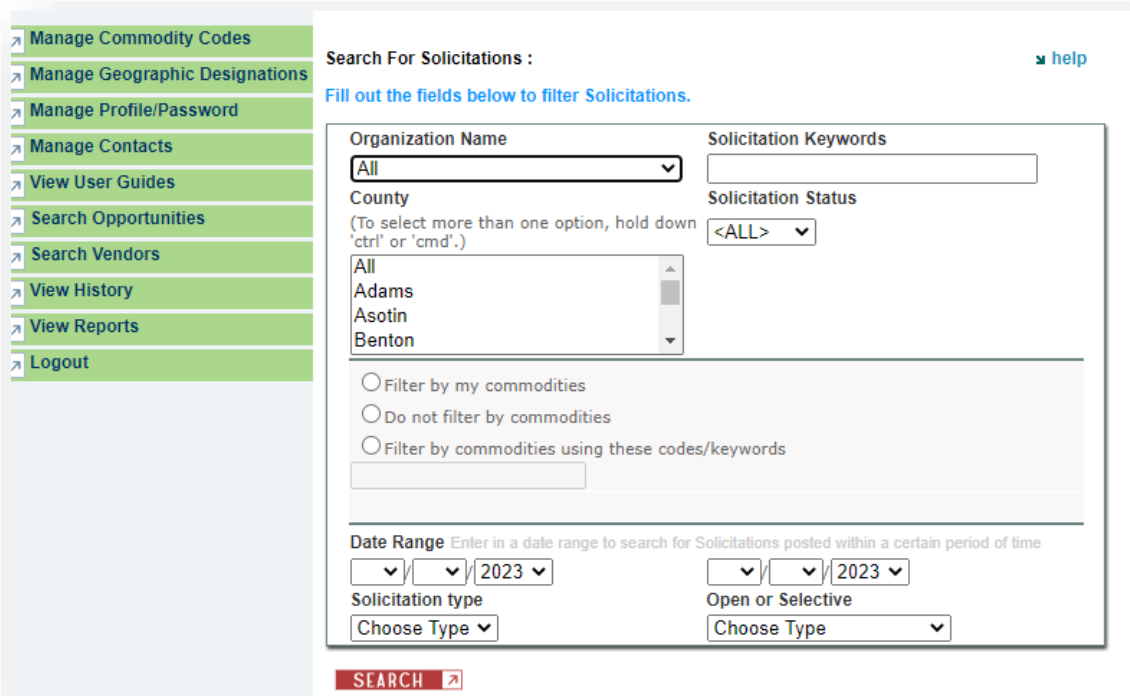 Manage Commodity Codes
Manage Geographic Designations
Manage Profile/Password
Manage Contacts
View User Guides
Search Opportunities
Search Vendors
View History
View Reports
Logout
Search For Solicitations :
help
Fill out the fields below to filter Solicitations.
Organization Name
All
Solicitation Keywords
County
(To select more than one option, hold down
'ctrl' or 'cmd'.)
All
Adams
Asotin
Benton
Solicitation Status
<ALL>
Filter by my commodities
Do not filter by commodities
Filter by commodities using these codes/keywords
Date Range Enter in a date range to search for Solicitations posted within a certain period of time
/ / 2023 / / 2023
Solicitation type
Choose Type
Open or Selective
Choose Type
SEARCH